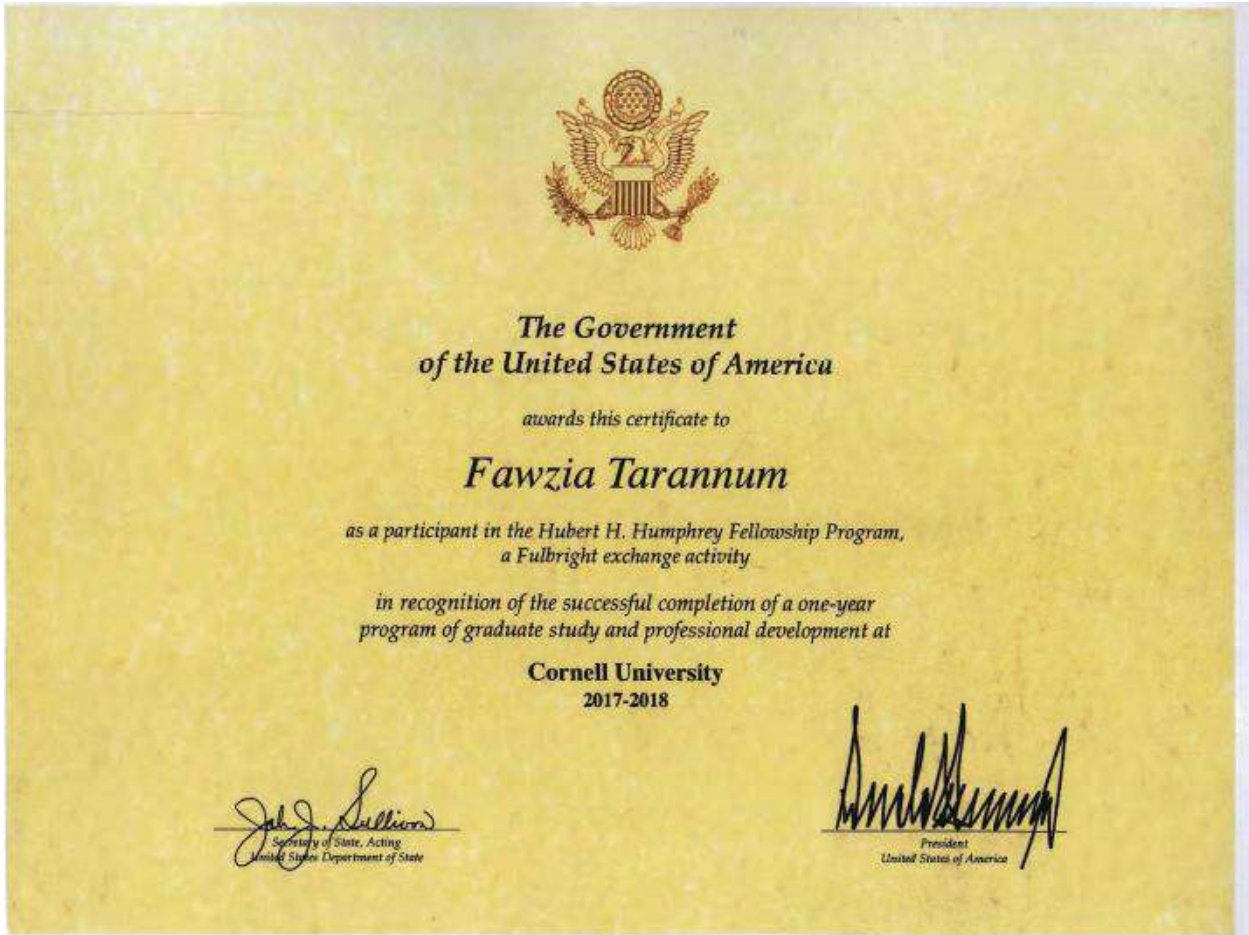 The Government
of the United States of America
awards this certificate to
Fawzia Tarannum
as a participant in the Hubert H. Humphrey Fellowship Program,
a Fulbright exchange activity
in recognition of the successful completion of a one-year
program of graduate study and professional development at
Cornell University
2017-2018
John J. Sullivan
Secretary of State, Acting
United States Department of State
President
United States of America